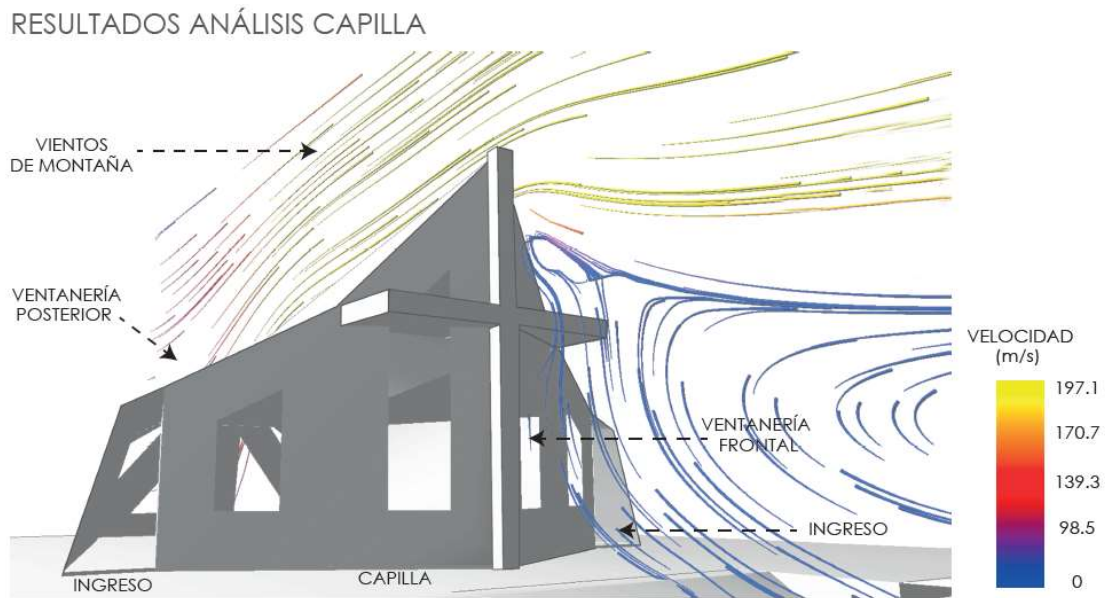 RESULTADOS ANÁLISIS CAPILLA
VIENTOS
DE MONTAÑA
VENTANERÍA
POSTERIOR
VELOCIDAD
(m/s)
197.1
170.7
139.3
98.5
0
VENTANERÍA
FRONTAL
INGRESO
INGRESO
CAPILLA